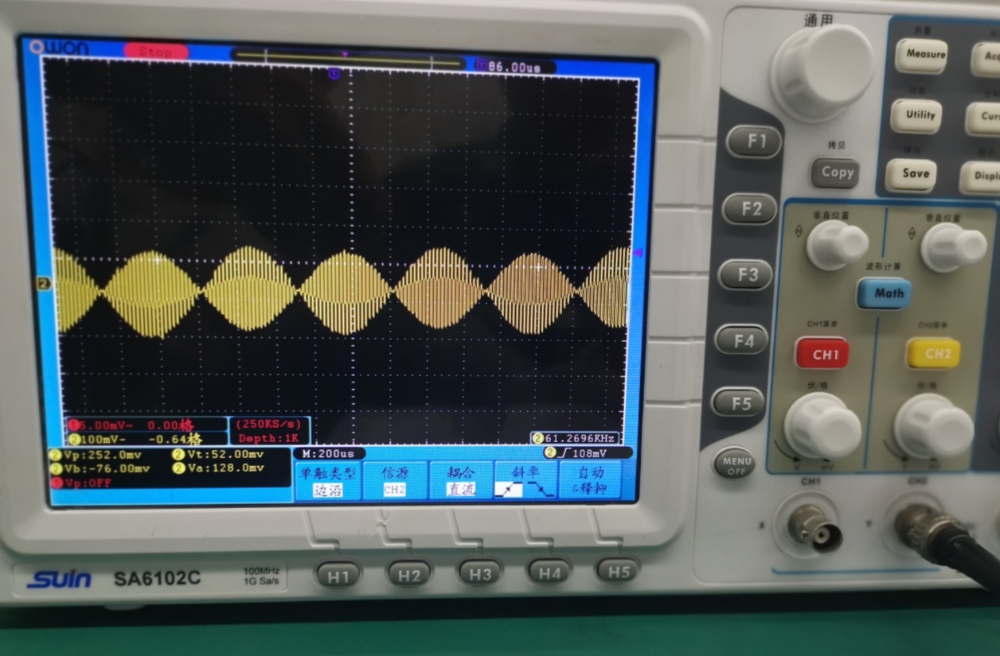 OWON
Stop
T 86.00us
2
1 5.00mV~ 0.00格
2 100mV- -0.64格
(250KS/s)
Depth:1K
2 61.2696KHz
2 Vp:252.0mv 2 Vt:52.00mv
2 Vb:-76.00mv 2 Va:128.0mv
1 Vp:OFF
M:200us
2 108mV
单触类型
边沿
信源
CH2
耦合
直流
斜率
自动
&释抑
Suin SA6102C
100MHz
1G Sa/s
H1 H2 H3 H4 H5
F1
F2
F3
F4
F5
MENU
OFF
通用
拷贝
Copy
测量
Measure
功能
Utility
保存
Save
垂直位置
垂直位置
波形计算
Math
CH1菜单
CH1
CH2菜单
CH2
伏/格
伏/格
V mV
V mV
CH1
CH2
X
Y